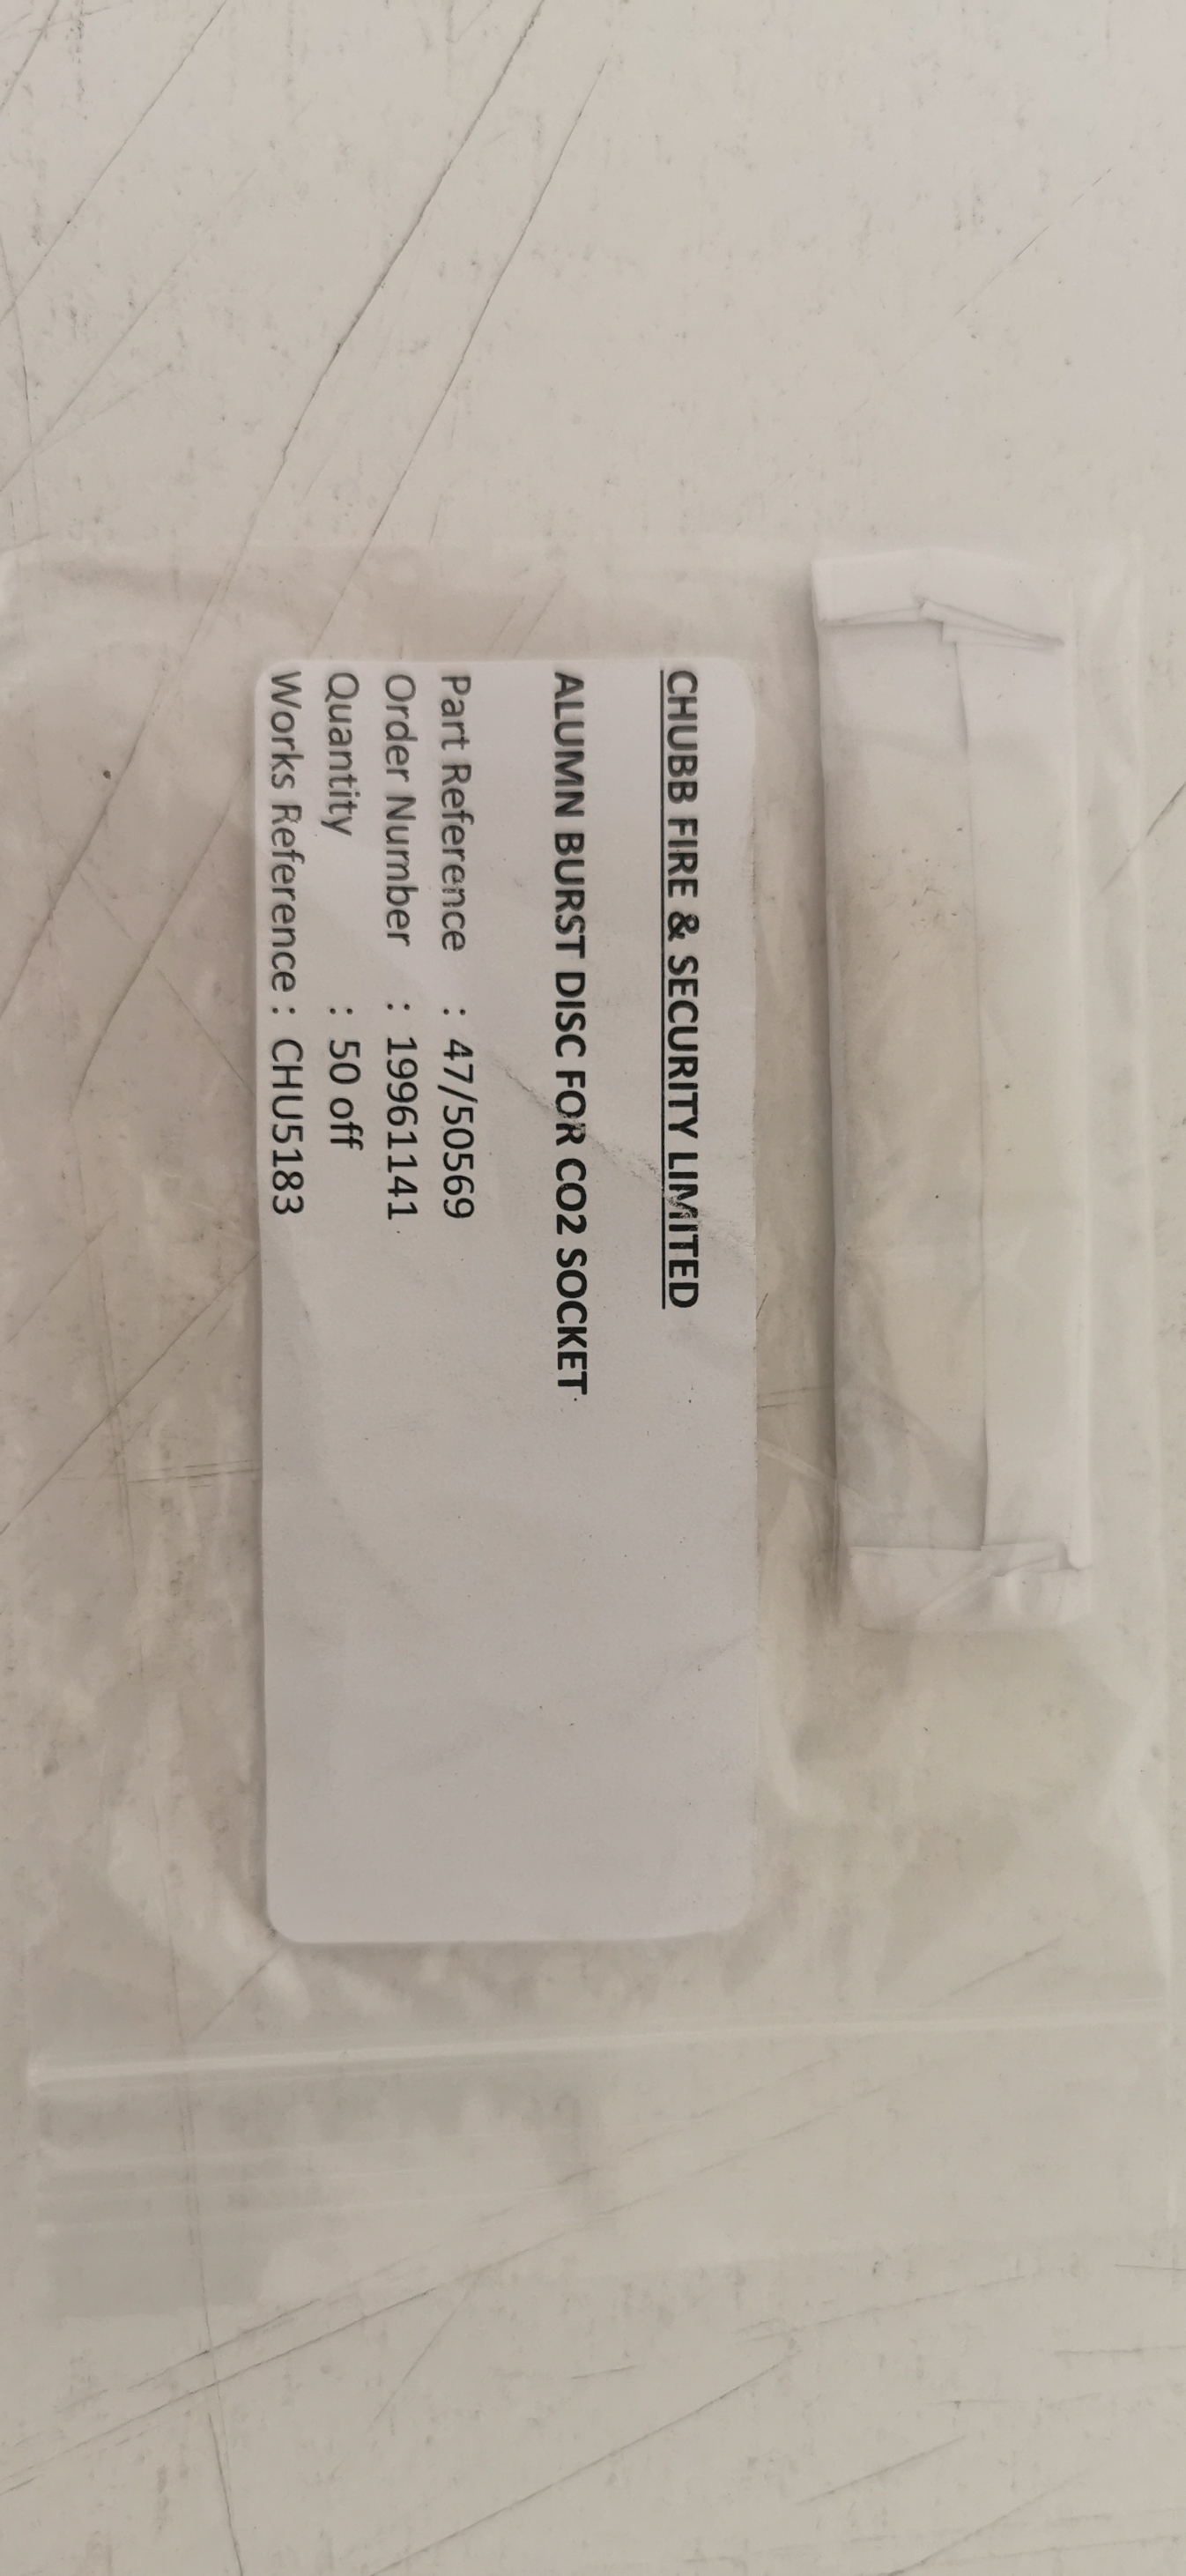 CHUBB FIRE & SECURITY LIMITED
ALUMN BURST DISC FOR CO2 SOCKET
Part Reference : 47/50569
Order Number : 19961141
Quantity : 50 off
Works Reference : CHU5183